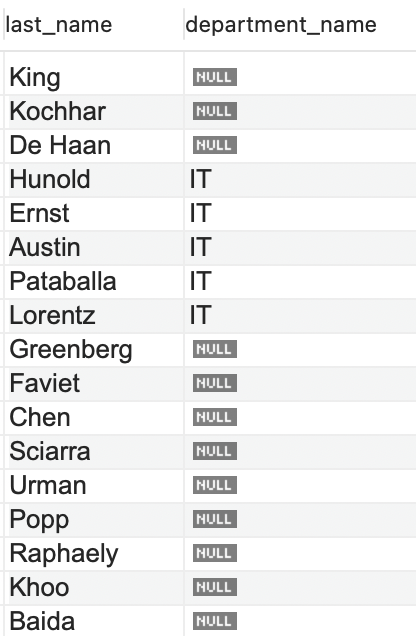 last_name department_name
King NULL
Kochhar NULL
De Haan NULL
Hunold IT
Ernst IT
Austin IT
Pataballa IT
Lorentz IT
Greenberg NULL
Faviet NULL
Chen NULL
Sciarra NULL
Urman NULL
Popp NULL
Raphaely NULL
Khoo NULL
Baida NULL